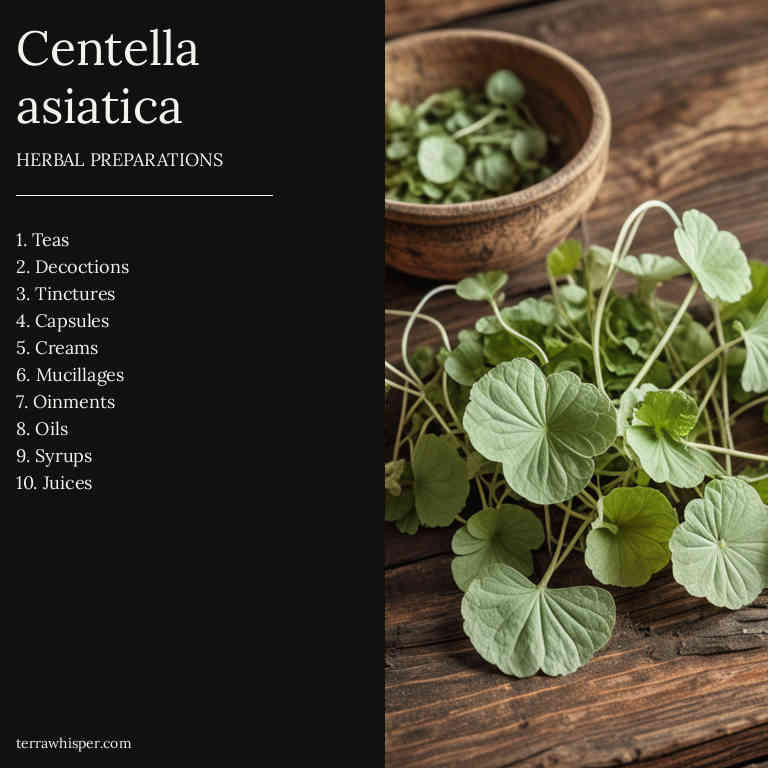 Centella
asiatica
HERBAL PREPARATIONS
1. Teas
2. Decoctions
3. Tinctures
4. Capsules
5. Creams
6. Mucillages
7. Oinments
8. Oils
9. Syrups
10. Juices
terrawhisper.com